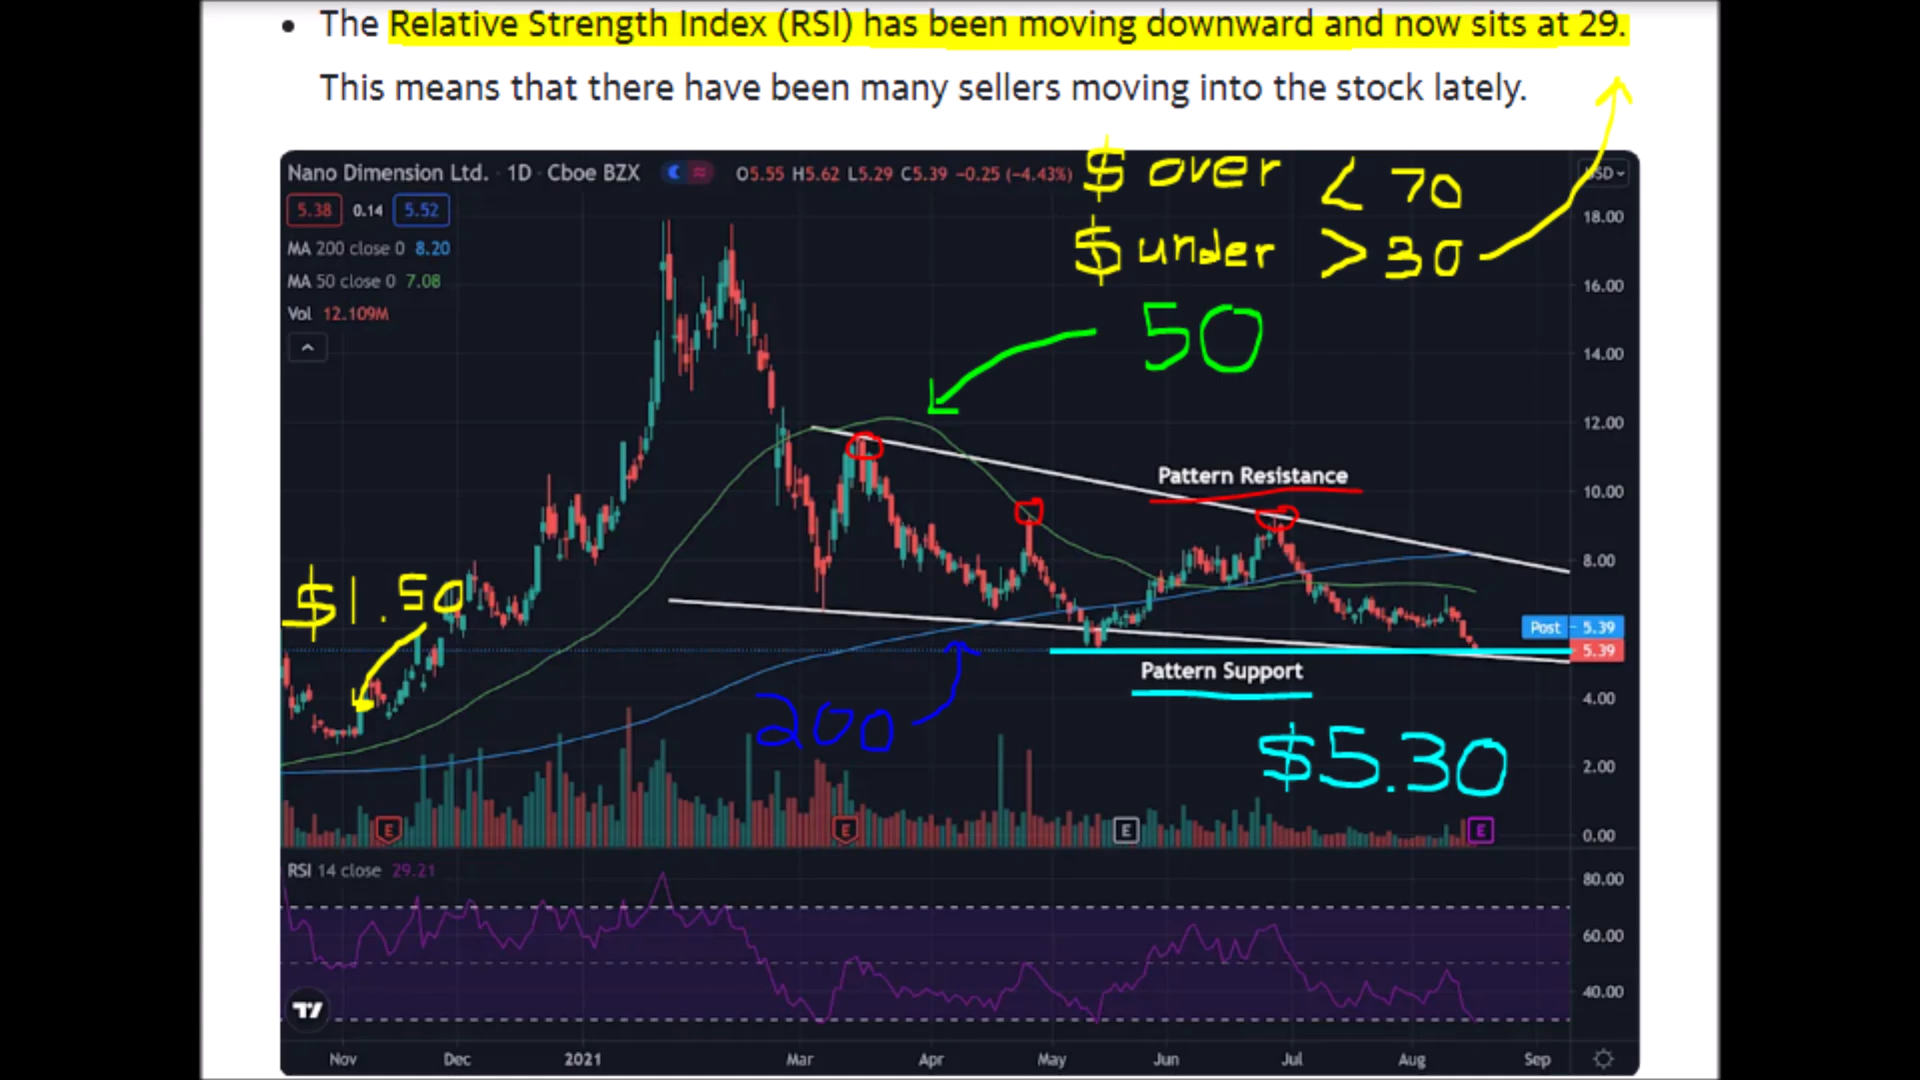 • The Relative Strength Index (RSI) has been moving downward and now sits at 29.
This means that there have been many sellers moving into the stock lately.
Nano Dimension Ltd. · 1D · Cboe BZX O5.55 H5.62 L5.29 C5.39 −0.25 (−4.43%)
5.38 0.14 5.52
MA 200 close 0 8.20
MA 50 close 0 7.08
Vol 12.109M
$ over < 70
$ under > 30
50
Pattern Resistance
$1.50
200
Pattern Support
$5.30
18.00
16.00
14.00
12.00
10.00
8.00
Post 5.39
5.39
4.00
2.00
0.00
E E E E
RSI 14 close 29.21
80.00
60.00
40.00
Nov Dec 2021 Mar Apr May Jun Jul Aug Sep